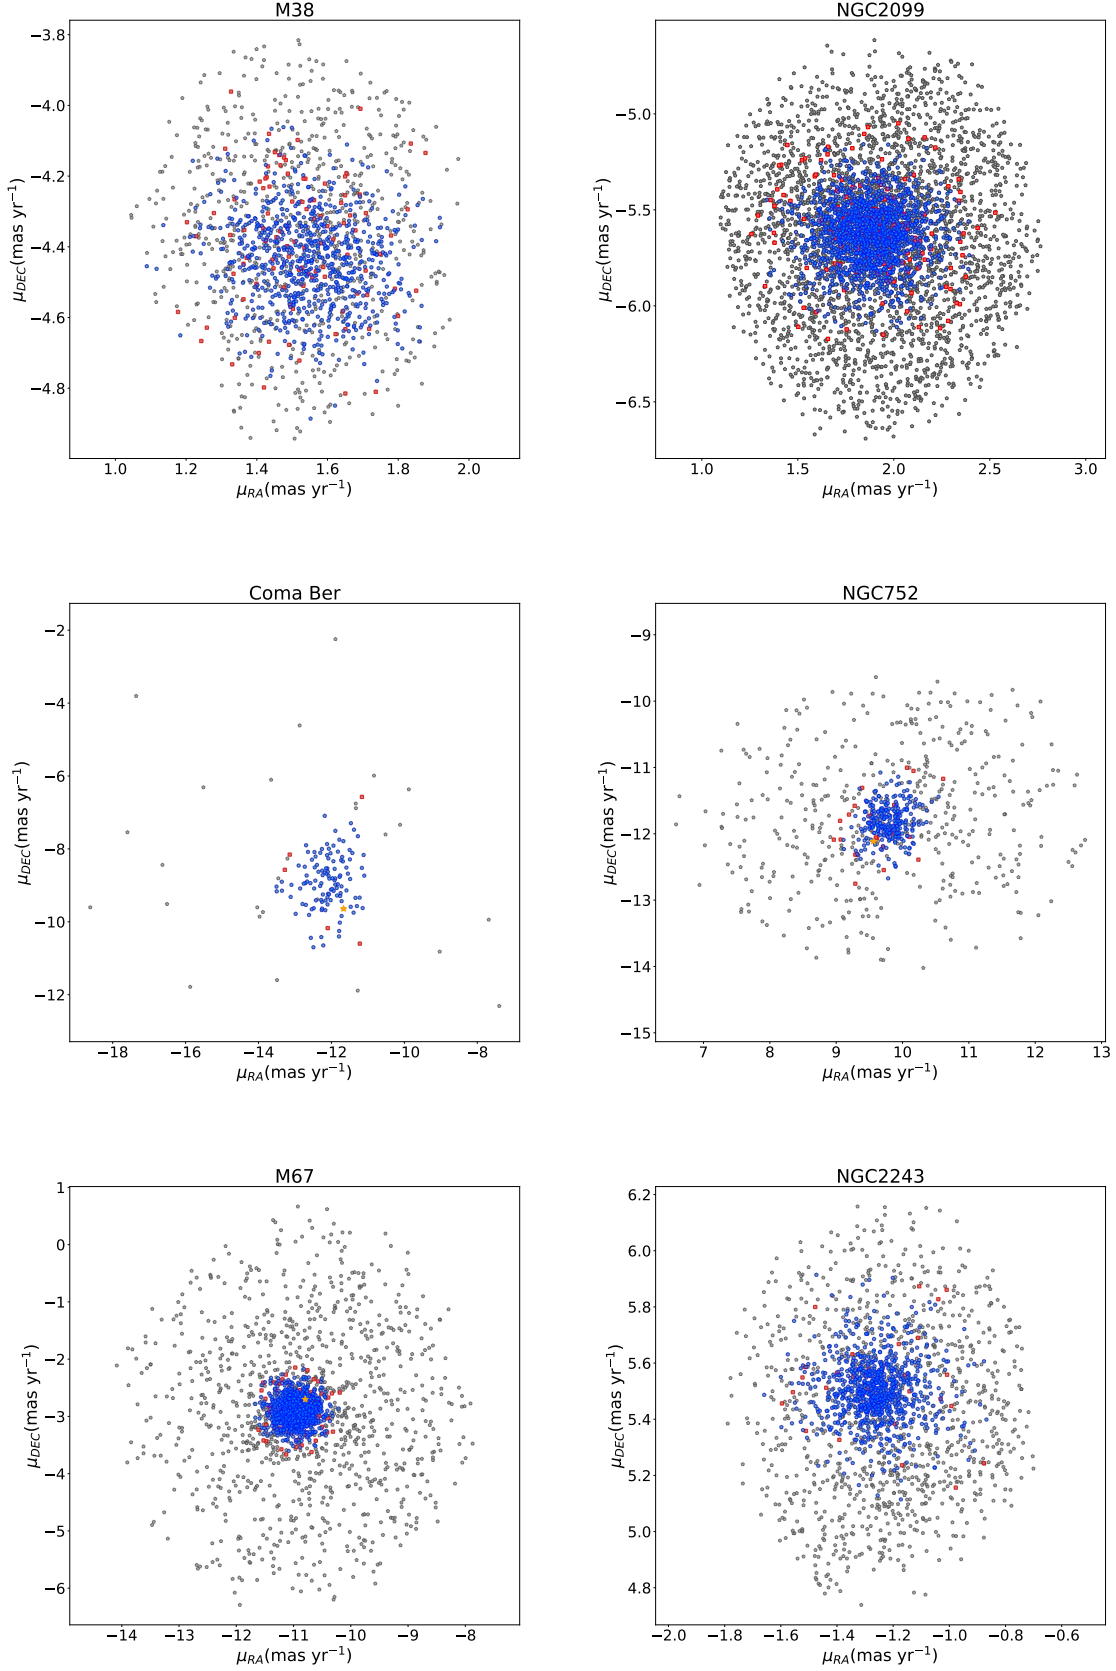 M38
−3.8
−4.0
−4.2
−4.4
−4.6
−4.8
μDEC(mas yr⁻¹)
1.0 1.2 1.4 1.6 1.8 2.0
μRA(mas yr⁻¹)
NGC2099
−5.0
−5.5
−6.0
−6.5
μDEC(mas yr⁻¹)
1.0 1.5 2.0 2.5 3.0
μRA(mas yr⁻¹)
Coma Ber
−2
−4
−6
−8
−10
−12
μDEC(mas yr⁻¹)
−18 −16 −14 −12 −10 −8
μRA(mas yr⁻¹)
NGC752
−9
−10
−11
−12
−13
−14
−15
μDEC(mas yr⁻¹)
7 8 9 10 11 12 13
μRA(mas yr⁻¹)
M67
1
0
−1
−2
−3
−4
−5
−6
μDEC(mas yr⁻¹)
−14 −13 −12 −11 −10 −9 −8
μRA(mas yr⁻¹)
NGC2243
6.2
6.0
5.8
5.6
5.4
5.2
5.0
4.8
μDEC(mas yr⁻¹)
−2.0 −1.8 −1.6 −1.4 −1.2 −1.0 −0.8 −0.6
μRA(mas yr⁻¹)